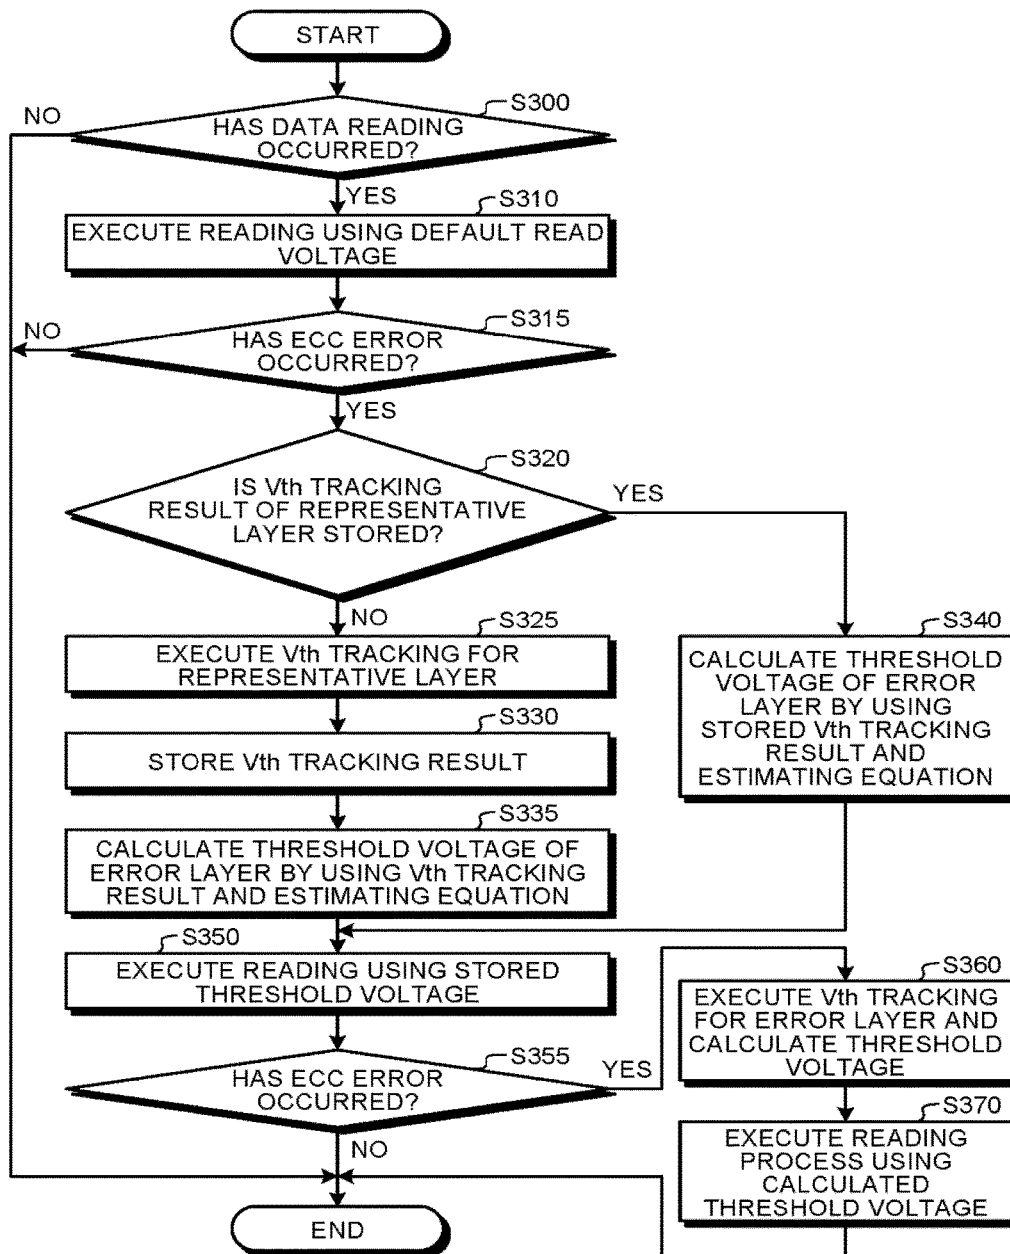 START
S300
NO
HAS DATA READING
OCCURRED?
YES
S310
EXECUTE READING USING DEFAULT READ
VOLTAGE
S315
NO
HAS ECC ERROR
OCCURRED?
YES
S320
IS Vth TRACKING
RESULT OF REPRESENTATIVE
LAYER STORED?
YES
NO
S325
EXECUTE Vth TRACKING FOR
REPRESENTATIVE LAYER
S330
STORE Vth TRACKING RESULT
S335
CALCULATE THRESHOLD VOLTAGE OF
ERROR LAYER BY USING Vth TRACKING
RESULT AND ESTIMATING EQUATION
S340
CALCULATE THRESHOLD
VOLTAGE OF ERROR
LAYER BY USING
STORED Vth TRACKING
RESULT AND
ESTIMATING EQUATION
S350
EXECUTE READING USING STORED
THRESHOLD VOLTAGE
S355
HAS ECC ERROR
OCCURRED?
YES
NO
S360
EXECUTE Vth TRACKING
FOR ERROR LAYER AND
CALCULATE THRESHOLD
VOLTAGE
S370
EXECUTE READING
PROCESS USING
CALCULATED
THRESHOLD VOLTAGE
END